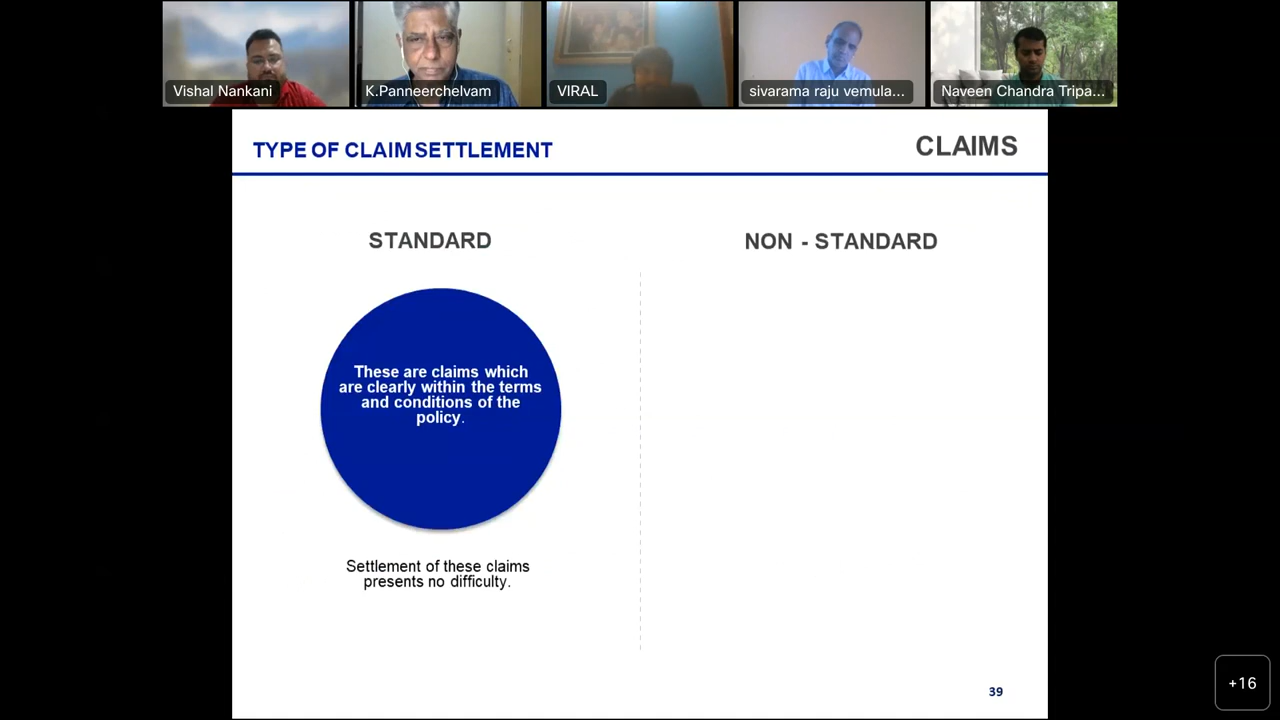 Vishal Nankani
K.Panneerchelvam
VIRAL
sivarama raju vemula...
Naveen Chandra Tripa...
TYPE OF CLAIM SETTLEMENT
CLAIMS
STANDARD
NON - STANDARD
These are claims which
are clearly within the terms
and conditions of the
policy.
Settlement of these claims
presents no difficulty.
39
+16